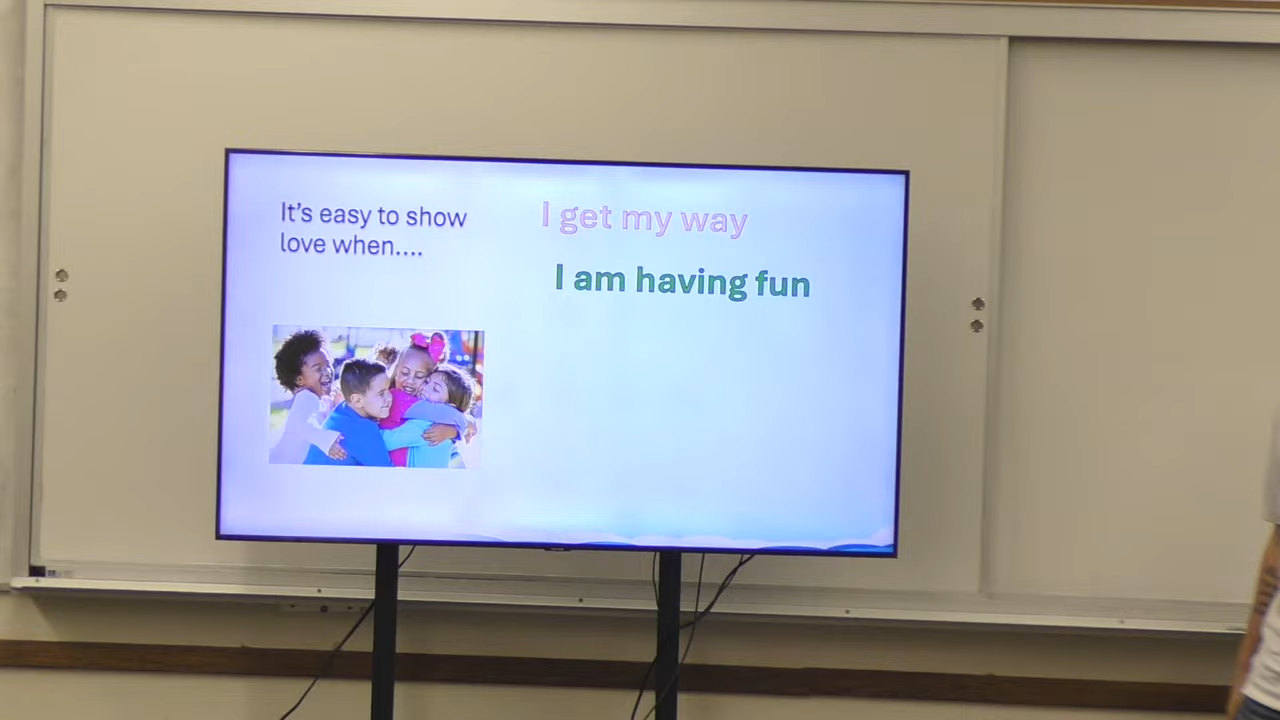 It's easy to show
love when....
I get my way
I am having fun